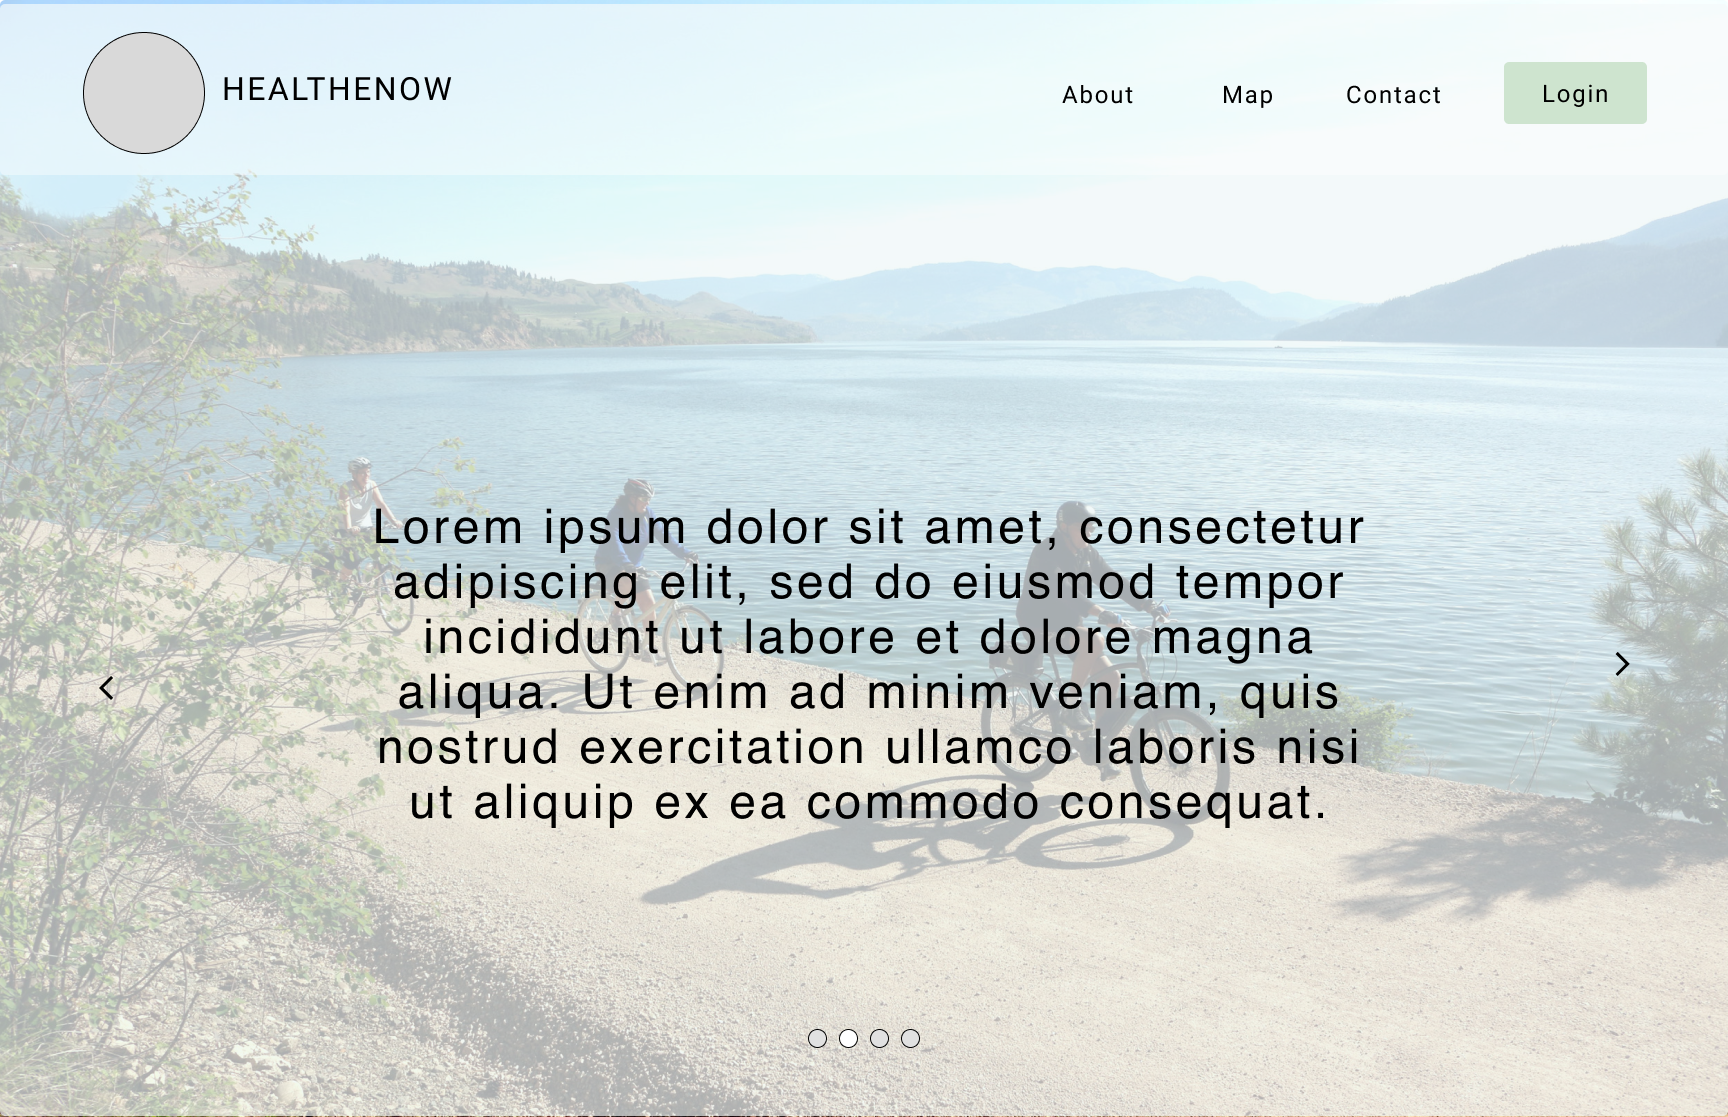 HEALTHENOW
About Map Contact Login
Lorem ipsum dolor sit amet, consectetur
adipiscing elit, sed do eiusmod tempor
incididunt ut labore et dolore magna
aliqua. Ut enim ad minim veniam, quis
nostrud exercitation ullamco laboris nisi
ut aliquip ex ea commodo consequat.